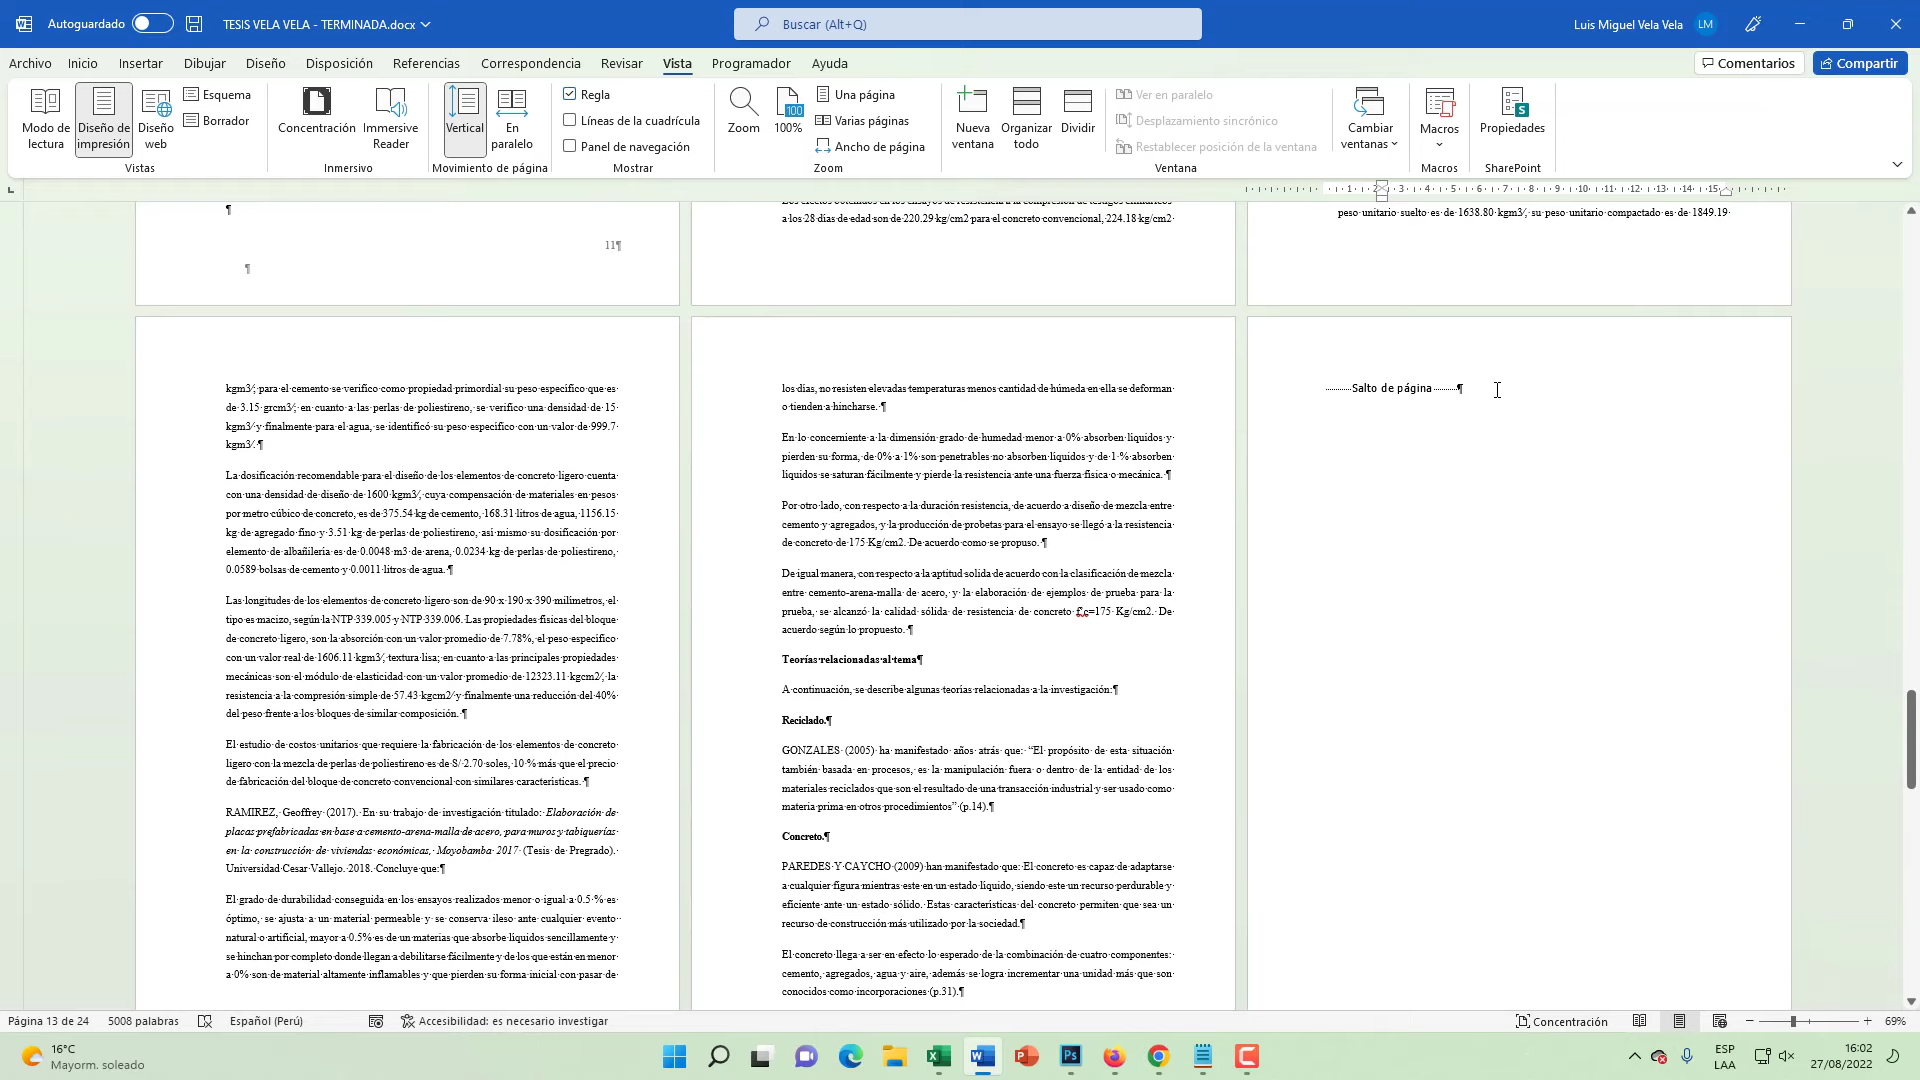 Autoguardado
TESIS VELA VELA - TERMINADA.docx
Buscar (Alt+Q)
Luis Miguel Vela Vela
LM
Archivo
Inicio
Insertar
Dibujar
Diseño
Disposición
Referencias
Correspondencia
Revisar
Vista
Programador
Ayuda
Comentarios
Compartir
Modo de lectura
Diseño de impresión
Diseño web
Esquema
Borrador
Vistas
Concentración
Immersive Reader
Inmersivo
Vertical
En paralelo
Movimiento de página
Regla
Líneas de la cuadrícula
Panel de navegación
Mostrar
Zoom
100%
Una página
Varias páginas
Ancho de página
Zoom
Nueva ventana
Organizar todo
Dividir
Ver en paralelo
Desplazamiento sincrónico
Restablecer posición de la ventana
Ventana
Cambiar ventanas
Macros
Macros
Propiedades
SharePoint
¶
11¶
¶
a los 28 días de edad son de 220.29 kg/cm2 para el concreto convencional, 224.18 kg/cm2
peso unitario suelto es de 1638.80 kgm3/, su peso unitario compactado es de 1849.19
kgm3/; para el cemento se verifico como propiedad primordial su peso especifico que es
de 3.15 grcm3/; en cuanto a las perlas de poliestireno, se verifico una densidad de 15
kgm3/ y finalmente para el agua, se identificó su peso especifico con un valor de 999.7
kgm3/. ¶
La dosificación recomendable para el diseño de los elementos de concreto ligero cuenta
con una densidad de diseño de 1600 kgm3/, cuya compensación de materiales en pesos
por metro cúbico de concreto, es de 375.54 kg de cemento, 168.31 litros de agua, 1156.15
kg de agregado fino y 3.51 kg de perlas de poliestireno, así mismo su dosificación por
elemento de albañilería es de 0.0048 m3 de arena, 0.0234 kg de perlas de poliestireno,
0.0589 bolsas de cemento y 0.0011 litros de agua. ¶
Las longitudes de los elementos de concreto ligero son de 90 x 190 x 390 milímetros, el
tipo es macizo, según la NTP 339.005 y NTP 339.006. Las propiedades físicas del bloque
de concreto ligero, son la absorción con un valor promedio de 7.78%, el peso específico
con un valor real de 1606.11 kgm3/, textura lisa; en cuanto a las principales propiedades
mecánicas son el módulo de elasticidad con un valor promedio de 12323.11 kgcm2/, la
resistencia a la compresión simple de 57.43 kgcm2/ y finalmente una reducción del 40%
del peso frente a los bloques de similar composición. ¶
El estudio de costos unitarios que requiere la fabricación de los elementos de concreto
ligero con la mezcla de perlas de poliestireno es de S/ 2.70 soles, 10 % más que el precio
de fabricación del bloque de concreto convencional con similares características. ¶
RAMIREZ, Geoffrey (2017). En su trabajo de investigación titulado: Elaboración de
placas prefabricadas en base a cemento-arena-malla de acero, para muros y tabiquerías
en la construcción de viviendas económicas, Moyobamba 2017 (Tesis de Pregrado).
Universidad Cesar Vallejo. 2018. Concluye que:¶
El grado de durabilidad conseguida en los ensayos realizados menor o igual a 0.5 % es
óptimo, se ajusta a un material permeable y se conserva ileso ante cualquier evento
natural o artificial, mayor a 0.5% es de un materias que absorbe líquidos sencillamente y
se hinchan por completo donde llegan a debilitarse fácilmente y de los que están en menor
a 0% son de material altamente inflamables y que pierden su forma inicial con pasar de
los días, no resisten elevadas temperaturas menos cantidad de húmeda en ella se deforman
o tienden a hincharse. ¶
En lo concerniente a la dimensión grado de humedad menor a 0% absorben líquidos y
pierden su forma, de 0% a 1% son penetrables no absorben líquidos y de 1 % absorben
líquidos se saturan fácilmente y pierde la resistencia ante una fuerza física o mecánica. ¶
Por otro lado, con respecto a la duración resistencia, de acuerdo a diseño de mezcla entre
cemento y agregados, y la producción de probetas para el ensayo se llegó a la resistencia
de concreto de 175 Kg/cm2. De acuerdo como se propuso. ¶
De igual manera, con respecto a la aptitud solida de acuerdo con la clasificación de mezcla
entre cemento-arena-malla de acero, y la elaboración de ejemplos de prueba para la
prueba, se alcanzó la calidad sólida de resistencia de concreto f'c=175 Kg/cm2. De
acuerdo según lo propuesto. ¶
Teorías relacionadas al tema¶
A continuación, se describe algunas teorías relacionadas a la investigación:¶
Reciclado.¶
GONZALES (2005) ha manifestado años atrás que: “El propósito de esta situación
también basada en procesos, es la manipulación fuera o dentro de la entidad de los
materiales reciclados que son el resultado de una transacción industrial y ser usado como
materia prima en otros procedimientos” (p.14).¶
Concreto.¶
PAREDES Y CAYCHO (2009) han manifestado que: El concreto es capaz de adaptarse
a cualquier figura mientras este en un estado líquido, siendo este un recurso perdurable y
eficiente ante un estado sólido. Estas características del concreto permiten que sea un
recurso de construcción más utilizado por la sociedad.¶
El concreto llega a ser en efecto lo esperado de la combinación de cuatro componentes:
cemento, agregados, agua y aire, además se logra incrementar una unidad más que son
conocidos como incorporaciones (p.31).¶
Salto de página ¶
Página 13 de 24
5008 palabras
Español (Perú)
Accesibilidad: es necesario investigar
Concentración
69%
16°C
Mayorm. soleado
ESP
LAA
16:02
27/08/2022